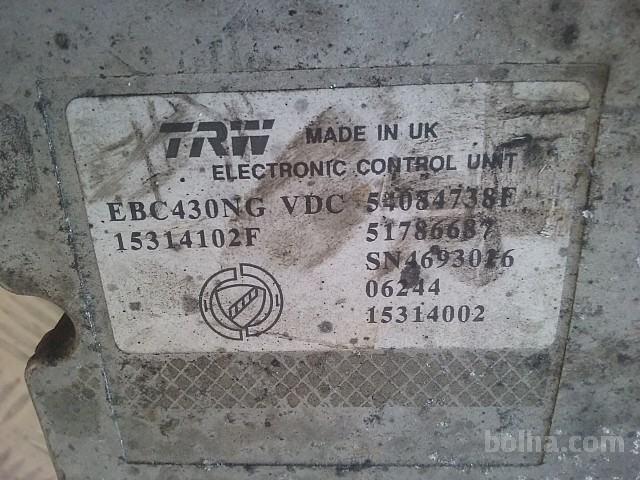 TRW MADE IN UK
ELECTRONIC CONTROL UNIT
EBC430NG VDC 54084738F
15314102F 51786687
SN4693026
06244
15314002
bolha.com